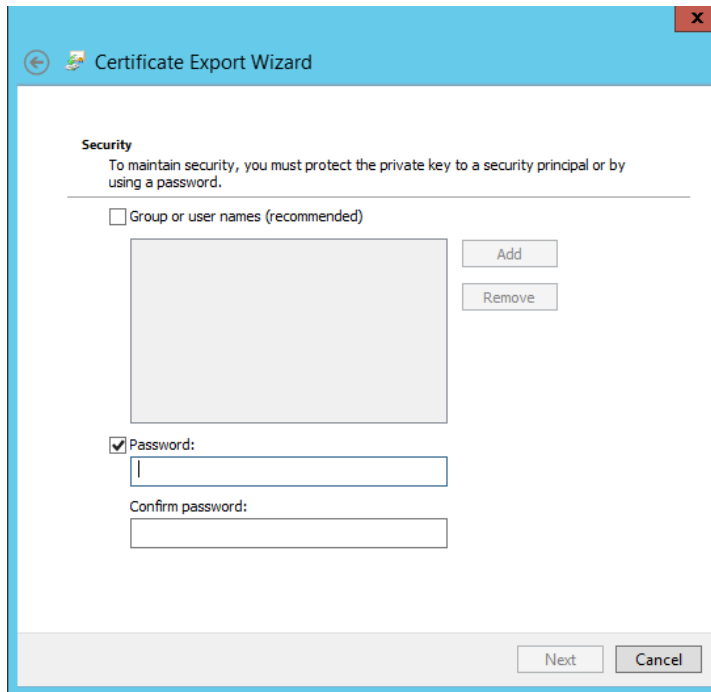 x
Certificate Export Wizard
Security
To maintain security, you must protect the private key to a security principal or by
using a password.
Group or user names (recommended)
Add
Remove
Password:
Confirm password:
Next
Cancel